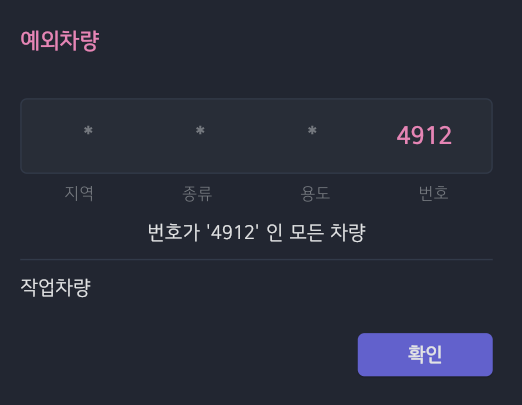 예외차량
* * * 4912
지역 종류 용도 번호
번호가 '4912' 인 모든 차량
작업차량
확인